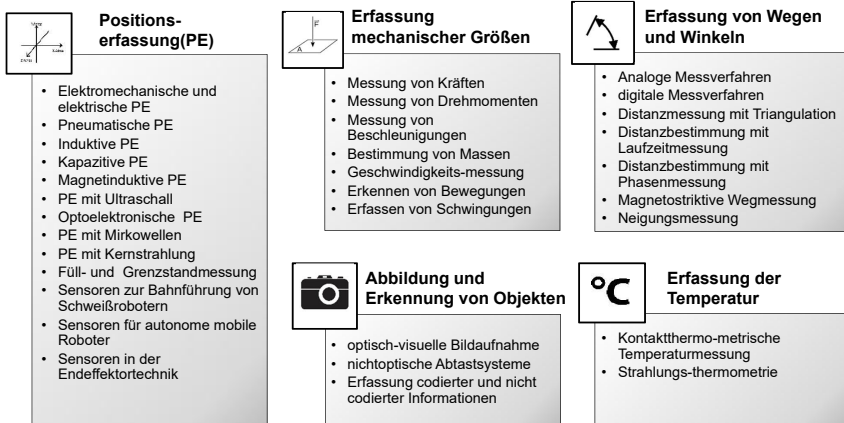 Positions-
erfassung(PE)
• Elektromechanische und
elektrische PE
• Pneumatische PE
• Induktive PE
• Kapazitive PE
• Magnetinduktive PE
• PE mit Ultraschall
• Optoelektronische PE
• PE mit Mirkowellen
• PE mit Kernstrahlung
• Füll- und Grenzstandmessung
• Sensoren zur Bahnführung von
Schweißrobotern
• Sensoren für autonome mobile
Roboter
• Sensoren in der
Endeffektortechnik
F
A
Erfassung
mechanischer Größen
• Messung von Kräften
• Messung von Drehmomenten
• Messung von
Beschleunigungen
• Bestimmung von Massen
• Geschwindigkeits-messung
• Erkennen von Bewegungen
• Erfassen von Schwingungen
Erfassung von Wegen
und Winkeln
• Analoge Messverfahren
• digitale Messverfahren
• Distanzmessung mit Triangulation
• Distanzbestimmung mit
Laufzeitmessung
• Distanzbestimmung mit
Phasenmessung
• Magnetostriktive Wegmessung
• Neigungsmessung
Abbildung und
Erkennung von Objekten
• optisch-visuelle Bildaufnahme
• nichtoptische Abtastsysteme
• Erfassung codierter und nicht
codierter Informationen
°C
Erfassung der
Temperatur
• Kontaktthermo-metrische
Temperaturmessung
• Strahlungs-thermometrie